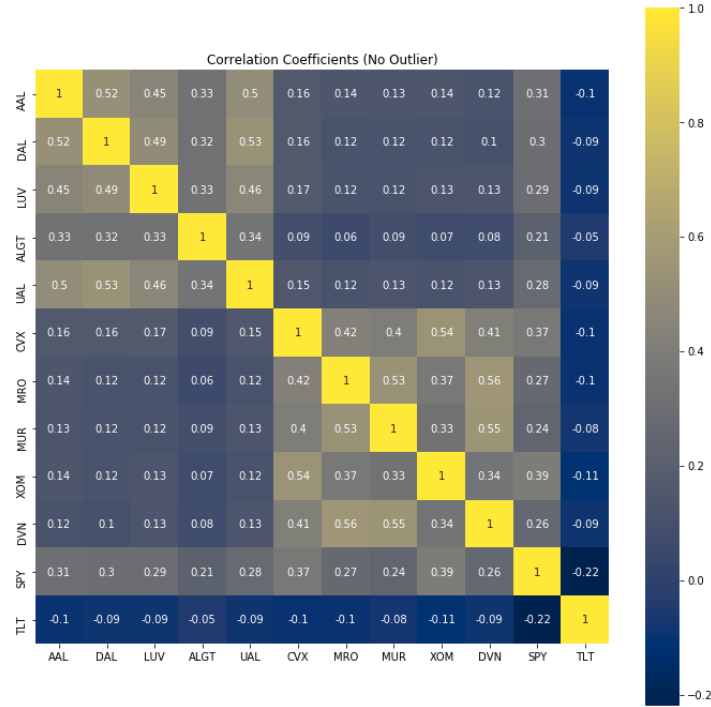 Correlation Coefficients (No Outlier)
AAL 1 0.52 0.45 0.33 0.5 0.16 0.14 0.13 0.14 0.12 0.31 -0.1
DAL 0.52 1 0.49 0.32 0.53 0.16 0.12 0.12 0.12 0.1 0.3 -0.09
LUV 0.45 0.49 1 0.33 0.46 0.17 0.12 0.12 0.13 0.13 0.29 -0.09
ALGT 0.33 0.32 0.33 1 0.34 0.09 0.06 0.09 0.07 0.08 0.21 -0.05
UAL 0.5 0.53 0.46 0.34 1 0.15 0.12 0.13 0.12 0.13 0.28 -0.09
CVX 0.16 0.16 0.17 0.09 0.15 1 0.42 0.4 0.54 0.41 0.37 -0.1
MRO 0.14 0.12 0.12 0.06 0.12 0.42 1 0.53 0.37 0.56 0.27 -0.1
MUR 0.13 0.12 0.12 0.09 0.13 0.4 0.53 1 0.33 0.55 0.24 -0.08
XOM 0.14 0.12 0.13 0.07 0.12 0.54 0.37 0.33 1 0.34 0.39 -0.11
DVN 0.12 0.1 0.13 0.08 0.13 0.41 0.56 0.55 0.34 1 0.26 -0.09
SPY 0.31 0.3 0.29 0.21 0.28 0.37 0.27 0.24 0.39 0.26 1 -0.22
TLT -0.1 -0.09 -0.09 -0.05 -0.09 -0.1 -0.1 -0.08 -0.11 -0.09 -0.22 1
AAL DAL LUV ALGT UAL CVX MRO MUR XOM DVN SPY TLT
1.0
0.8
0.6
0.4
0.2
0.0
−0.2